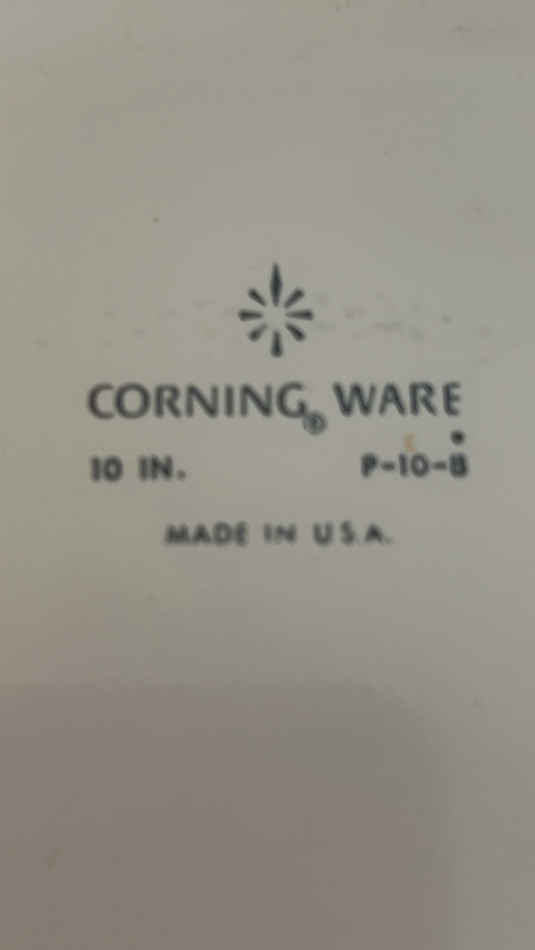 CORNING® WARE
10 IN. P-10-B
MADE IN U.S.A.